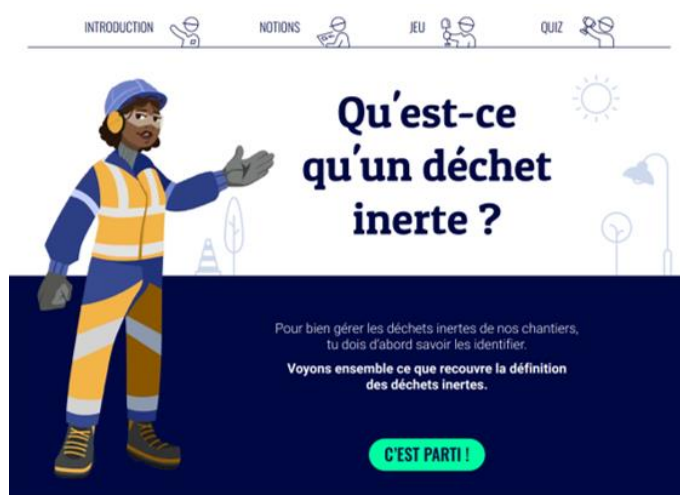 INTRODUCTION
NOTIONS
JEU
QUIZ
Qu'est-ce
qu'un déchet
inerte ?
Pour bien gérer les déchets inertes de nos chantiers,
tu dois d'abord savoir les identifier.
Voyons ensemble ce que recouvre la définition
des déchets inertes.
C'EST PARTI !